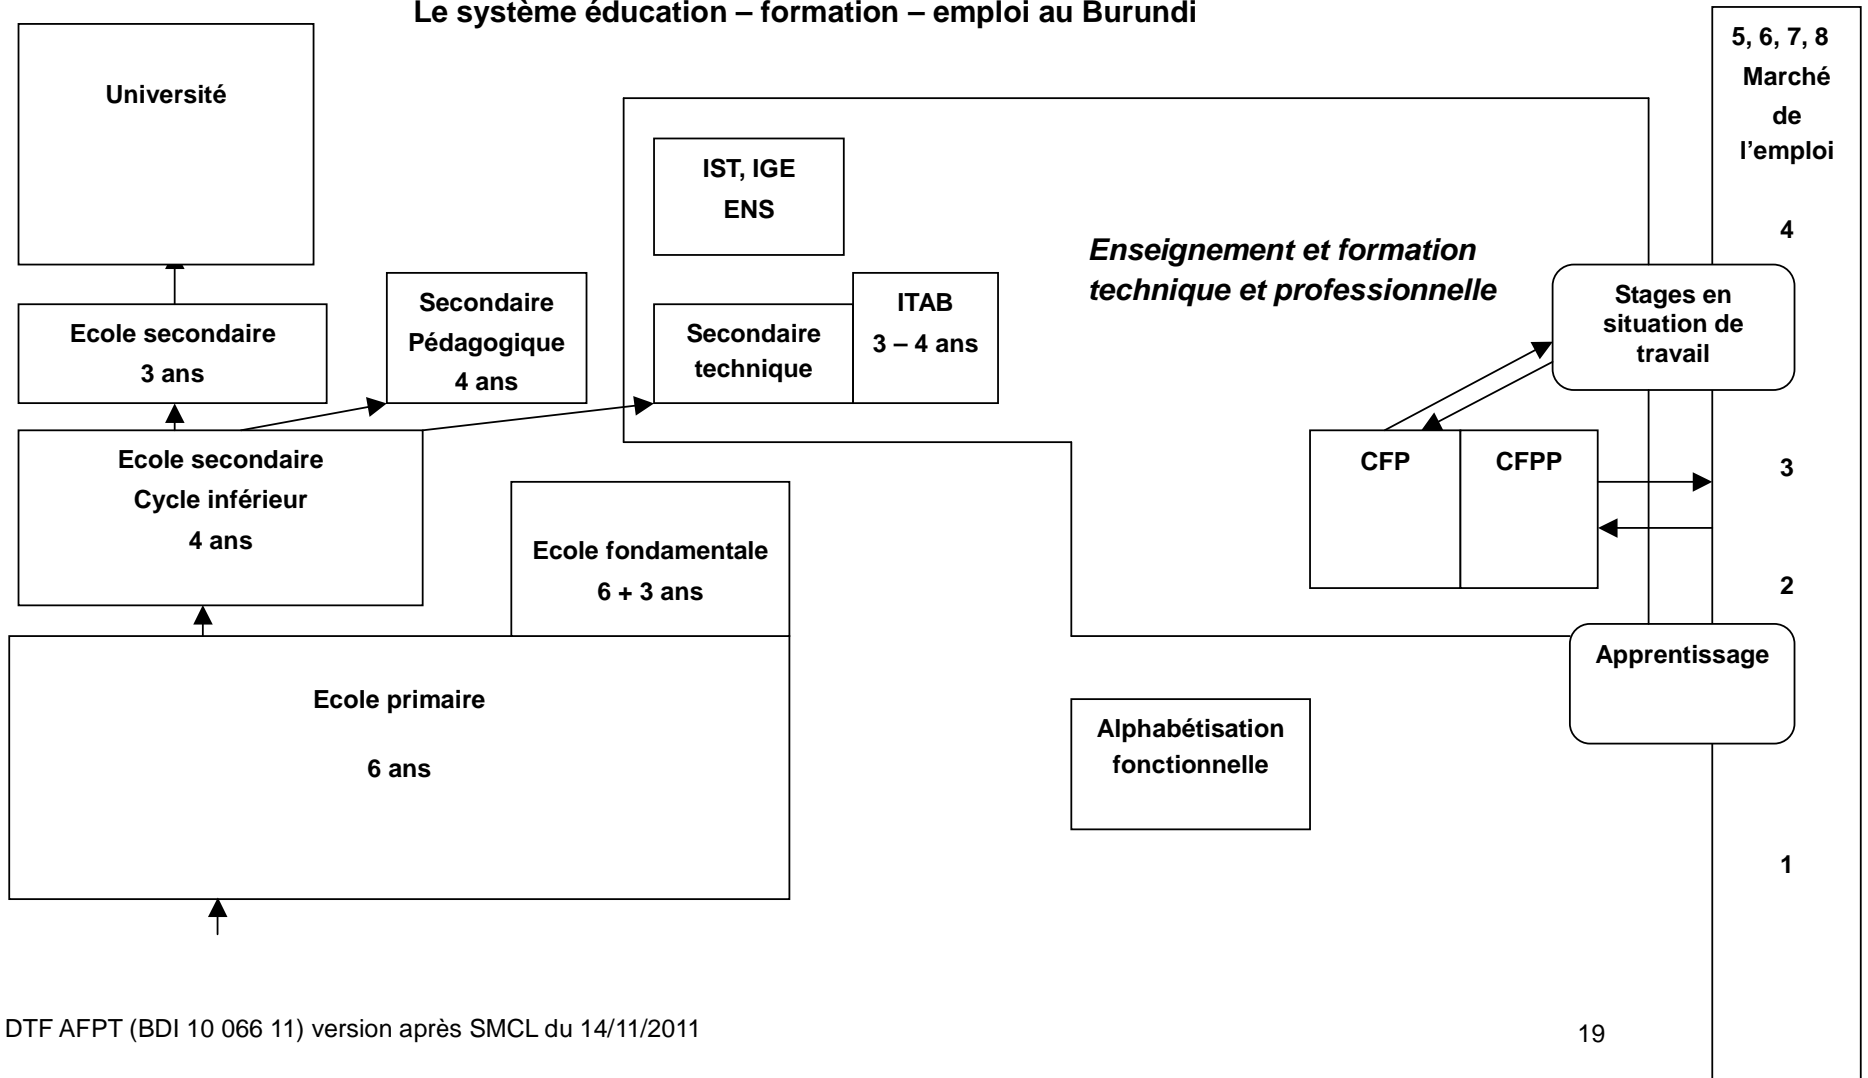 Le système éducation – formation – emploi au Burundi
Université
IST, IGE
ENS
Enseignement et formation
technique et professionnelle
5, 6, 7, 8
Marché
de
l’emploi
4
Ecole secondaire
3 ans
Secondaire
Pédagogique
4 ans
Secondaire
technique
ITAB
3 – 4 ans
Stages en
situation de
travail
Ecole secondaire
Cycle inférieur
4 ans
Ecole fondamentale
6 + 3 ans
CFP
CFPP
3
2
Ecole primaire
6 ans
Alphabétisation
fonctionnelle
Apprentissage
1
DTF AFPT (BDI 10 066 11) version après SMCL du 14/11/2011
19